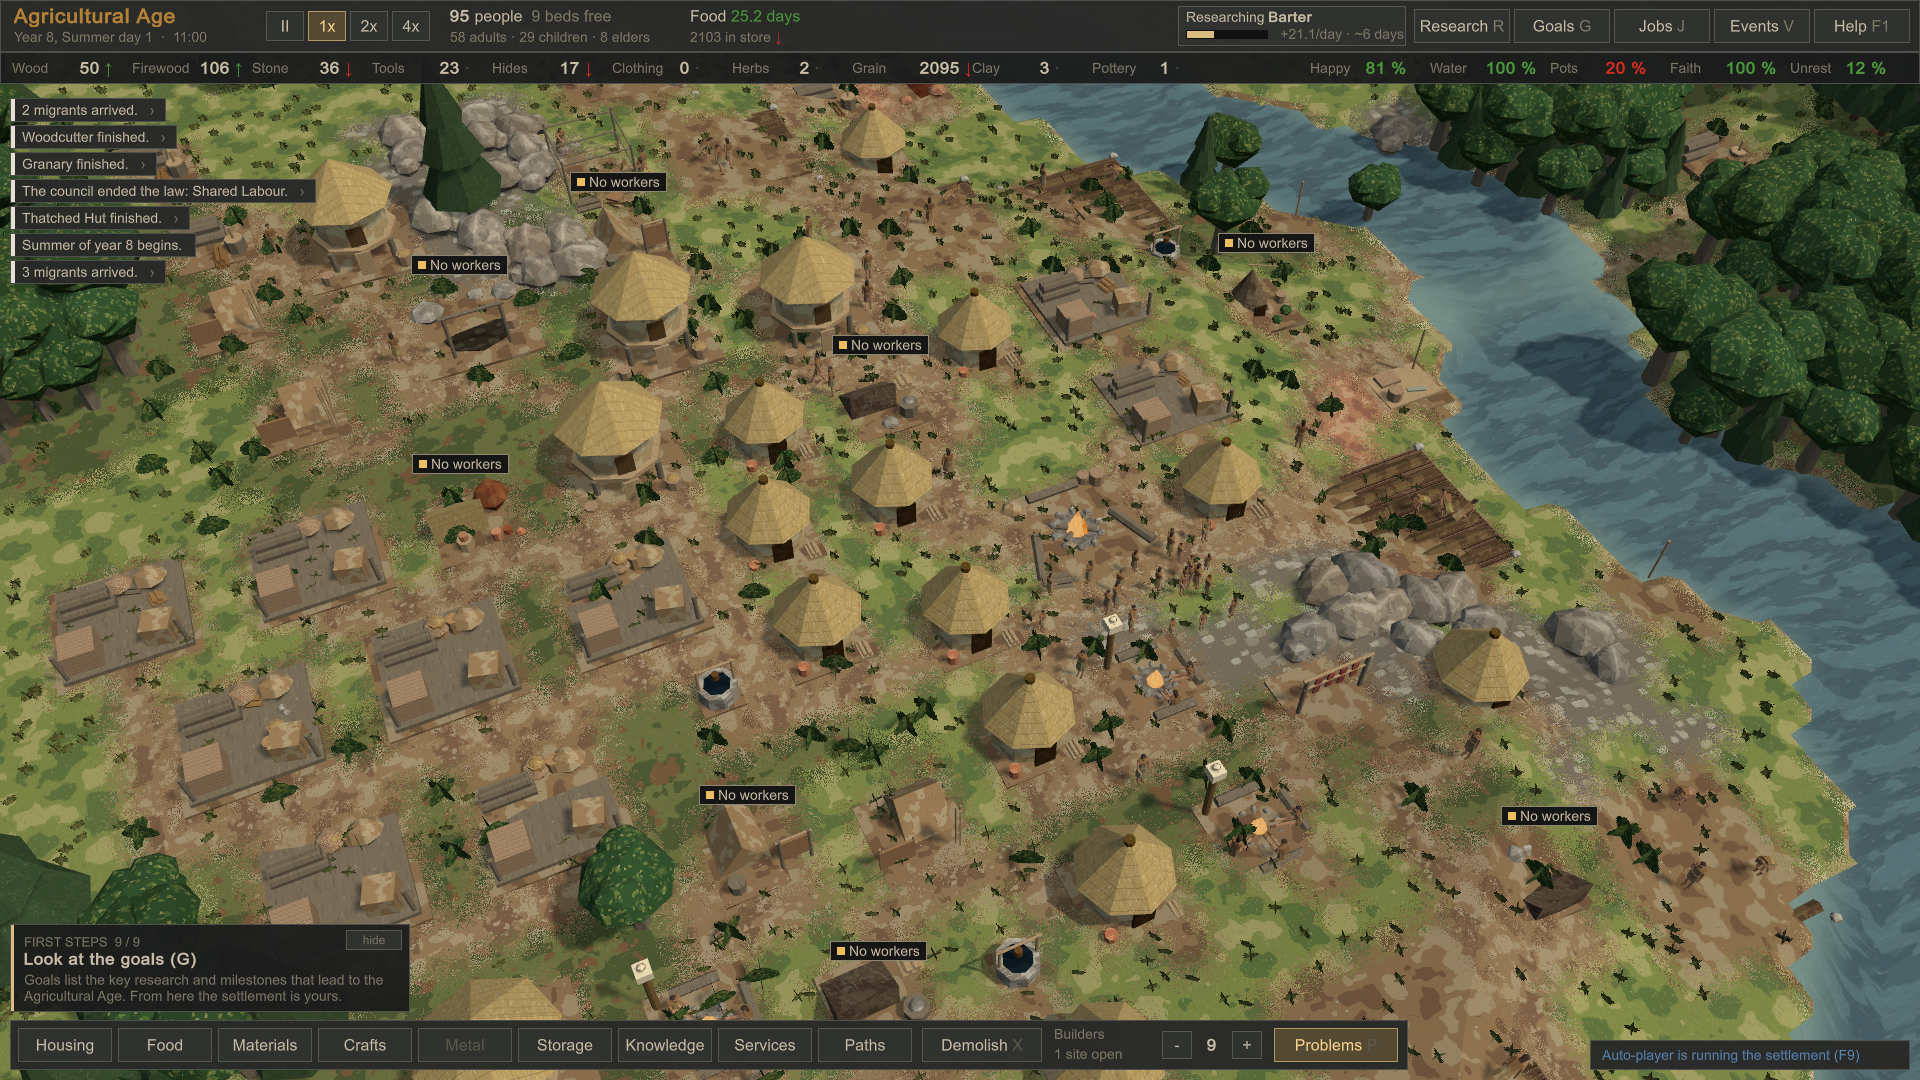 Agricultural Age
Year 8, Summer day 1 · 11:00
II
1x
2x
4x
95 people 9 beds free
58 adults · 29 children · 8 elders
Food 25.2 days
2103 in store ↓
Researching Barter
+21.1/day · ~6 days
Research R
Goals G
Jobs J
Events V
Help F1
Wood 50 ↑
Firewood 106 ↑
Stone 36 ↓
Tools 23 ·
Hides 17 ↓
Clothing 0 ·
Herbs 2 ·
Grain 2095 ↓
Clay 3 ·
Pottery 1 ·
Happy 81 %
Water 100 %
Pots 20 %
Faith 100 %
Unrest 12 %
2 migrants arrived. ›
Woodcutter finished. ›
Granary finished. ›
The council ended the law: Shared Labour. ›
Thatched Hut finished. ›
Summer of year 8 begins.
3 migrants arrived. ›
No workers
No workers
No workers
No workers
No workers
No workers
No workers
No workers
FIRST STEPS 9 / 9
hide
Look at the goals (G)
Goals list the key research and milestones that lead to the
Agricultural Age. From here the settlement is yours.
Housing
Food
Materials
Crafts
Metal
Storage
Knowledge
Services
Paths
Demolish X
Builders
1 site open
-
9
+
Problems P
Auto-player is running the settlement (F9)